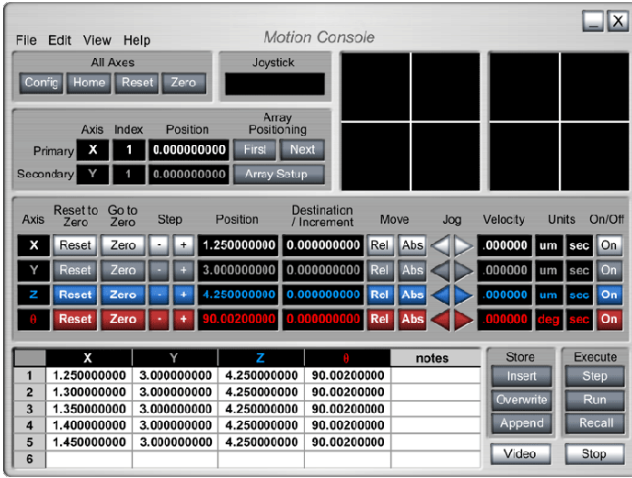 Motion Console
_ X
File Edit View Help
All Axes
Config Home Reset Zero
Joystick
Axis Index Position
Array Positioning
Primary X 1 0.000000000 First Next
Secondary Y 1 0.000000000 Array Setup
Axis Reset to Zero Go to Zero Step Position Destination / Increment Move Jog Velocity Units On/Off
X Reset Zero - + 1.250000000 0.000000000 Rel Abs .000000 um sec On
Y Reset Zero - + 3.000000000 0.000000000 Rel Abs .000000 um sec On
Z Reset Zero - + 4.250000000 0.000000000 Rel Abs .000000 um sec On
θ Reset Zero - + 90.00200000 0.000000000 Rel Abs .000000 deg sec On
X Y Z θ notes
1 1.250000000 3.000000000 4.250000000 90.00200000
2 1.300000000 3.000000000 4.250000000 90.00200000
3 1.350000000 3.000000000 4.250000000 90.00200000
4 1.400000000 3.000000000 4.250000000 90.00200000
5 1.450000000 3.000000000 4.250000000 90.00200000
6
Store Execute
Insert Step
Overwrite Run
Append Recall
Video Stop